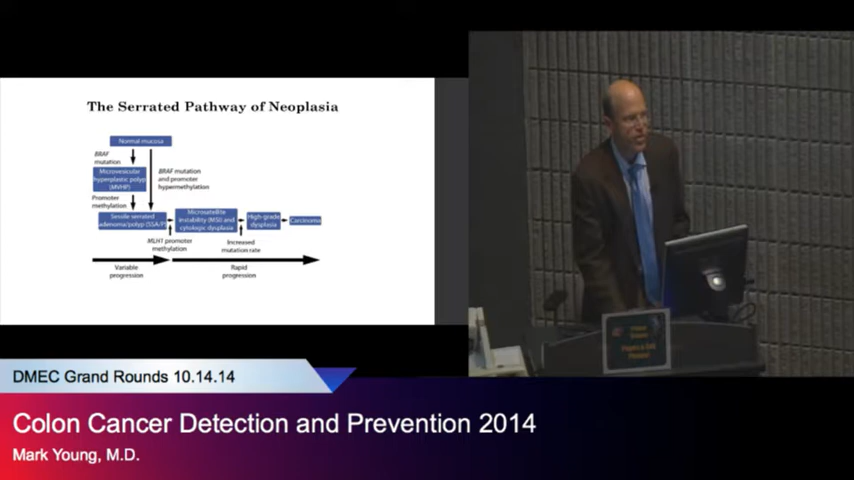 The Serrated Pathway of Neoplasia
Normal mucosa
BRAF
mutation
BRAF mutation
and promoter
hypermethylation
Microvesicular
hyperplastic polyp
(MVHP)
Promoter
methylation
Sessile serrated
adenoma/polyp (SSA/P)
Microsatellite
instability (MSI) and
cytologic dysplasia
High-grade
dysplasia
Carcinoma
MLH1 promoter
methylation
Increased
mutation rate
Variable
progression
Rapid
progression
DMEC Grand Rounds 10.14.14
Colon Cancer Detection and Prevention 2014
Mark Young, M.D.